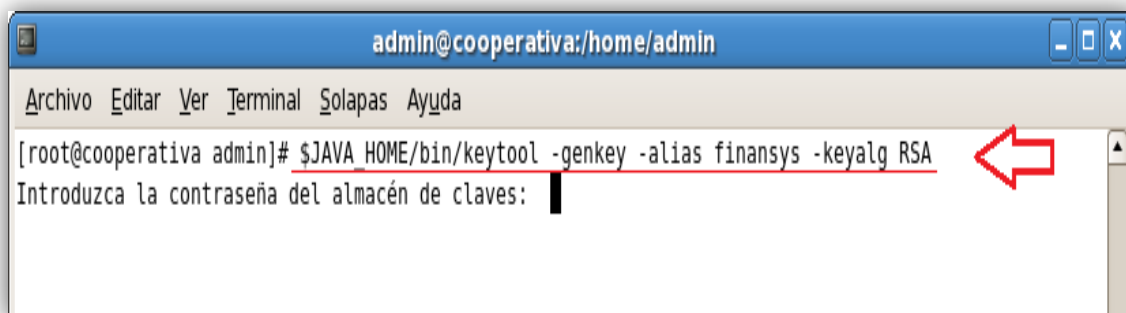 admin@cooperativa:/home/admin
Archivo Editar Ver Terminal Solapas Ayuda
[root@cooperativa admin]# $JAVA_HOME/bin/keytool -genkey -alias finansys -keyalg RSA
Introduzca la contraseña del almacén de claves: